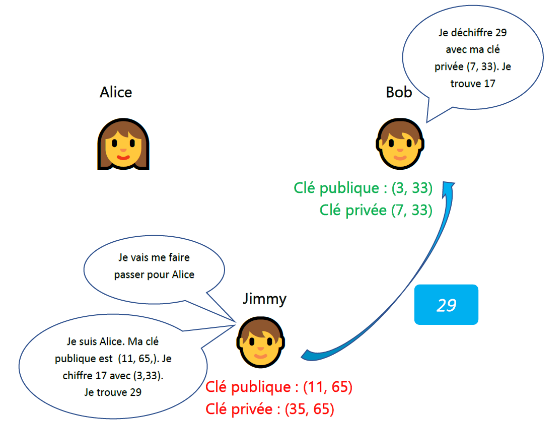 Je déchiffre 29
avec ma clé
privée (7, 33). Je
trouve 17
Alice
Bob
Clé publique : (3, 33)
Clé privée (7, 33)
Je vais me faire
passer pour Alice
Jimmy
29
Je suis Alice. Ma clé
publique est (11, 65,). Je
chiffre 17 avec (3,33).
Je trouve 29
Clé publique : (11, 65)
Clé privée : (35, 65)